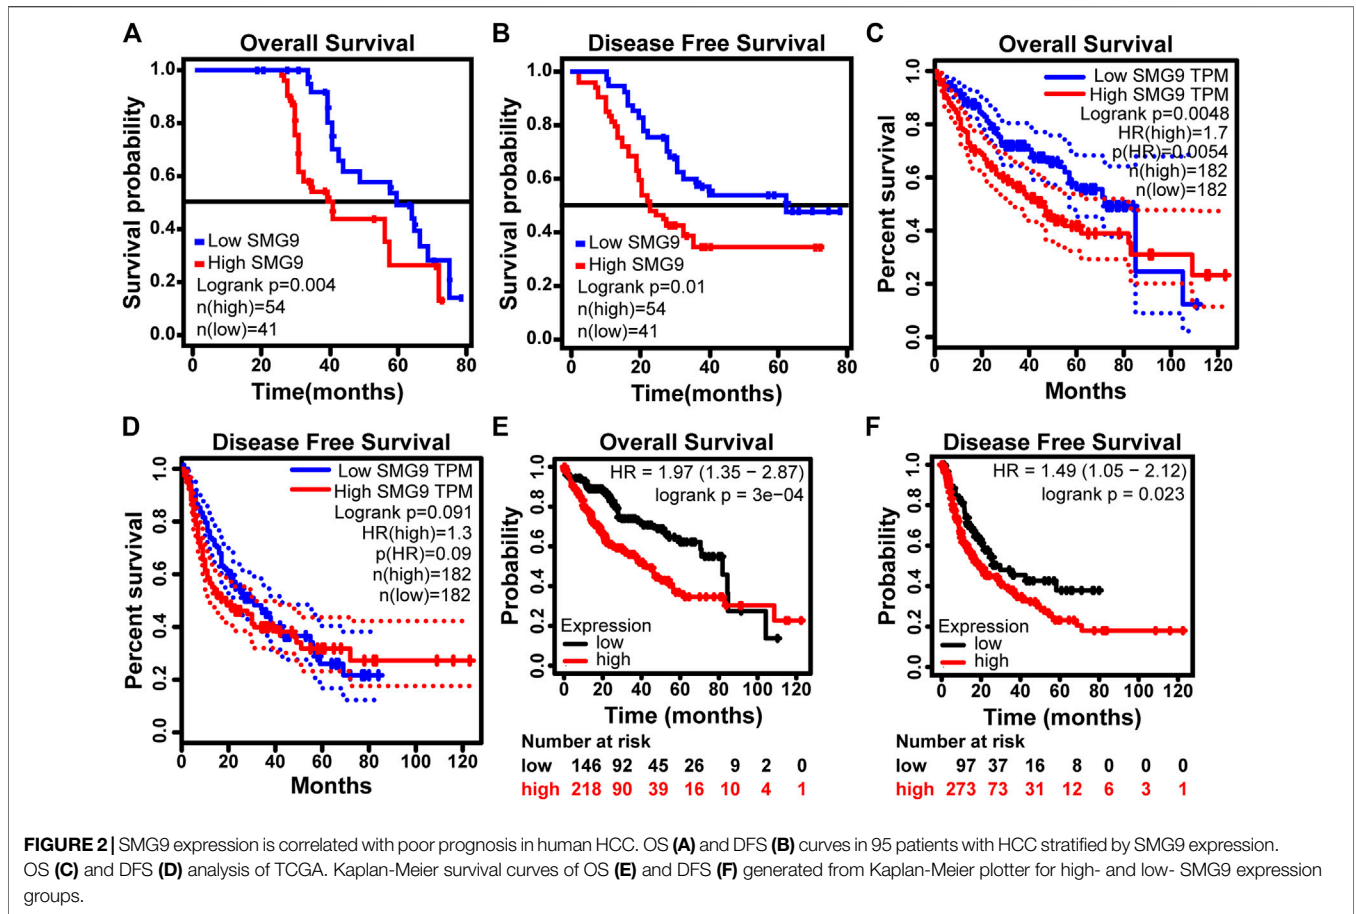 A
Overall Survival
Survival probability
1.0
0.8
0.6
0.4
0.2
0.0
Low SMG9
High SMG9
Logrank p=0.004
n(high)=54
n(low)=41
0 20 40 60 80
Time(months)
B
Disease Free Survival
Survival probability
1.0
0.8
0.6
0.4
0.2
0.0
Low SMG9
High SMG9
Logrank p=0.01
n(high)=54
n(low)=41
0 20 40 60 80
Time(months)
C
Overall Survival
Percent survival
1.0
0.8
0.6
0.4
0.2
0.0
Low SMG9 TPM
High SMG9 TPM
Logrank p=0.0048
HR(high)=1.7
p(HR)=0.0054
n(high)=182
n(low)=182
0 20 40 60 80 100 120
Months
D
Disease Free Survival
Percent survival
1.0
0.8
0.6
0.4
0.2
0.0
Low SMG9 TPM
High SMG9 TPM
Logrank p=0.091
HR(high)=1.3
p(HR)=0.09
n(high)=182
n(low)=182
0 20 40 60 80 100 120
Months
E
Overall Survival
Probability
1.0
0.8
0.6
0.4
0.2
0.0
HR = 1.97 (1.35 − 2.87)
logrank p = 3e−04
Expression
low
high
0 20 40 60 80 100 120
Time (months)
Number at risk
low 146 92 45 26 9 2 0
high 218 90 39 16 10 4 1
F
Disease Free Survival
Probability
1.0
0.8
0.6
0.4
0.2
0.0
HR = 1.49 (1.05 − 2.12)
logrank p = 0.023
Expression
low
high
0 20 40 60 80 100 120
Time (months)
Number at risk
low 97 37 16 8 0 0 0
high 273 73 31 12 6 3 1
FIGURE 2 | SMG9 expression is correlated with poor prognosis in human HCC. OS (A) and DFS (B) curves in 95 patients with HCC stratified by SMG9 expression.
OS (C) and DFS (D) analysis of TCGA. Kaplan-Meier survival curves of OS (E) and DFS (F) generated from Kaplan-Meier plotter for high- and low- SMG9 expression
groups.